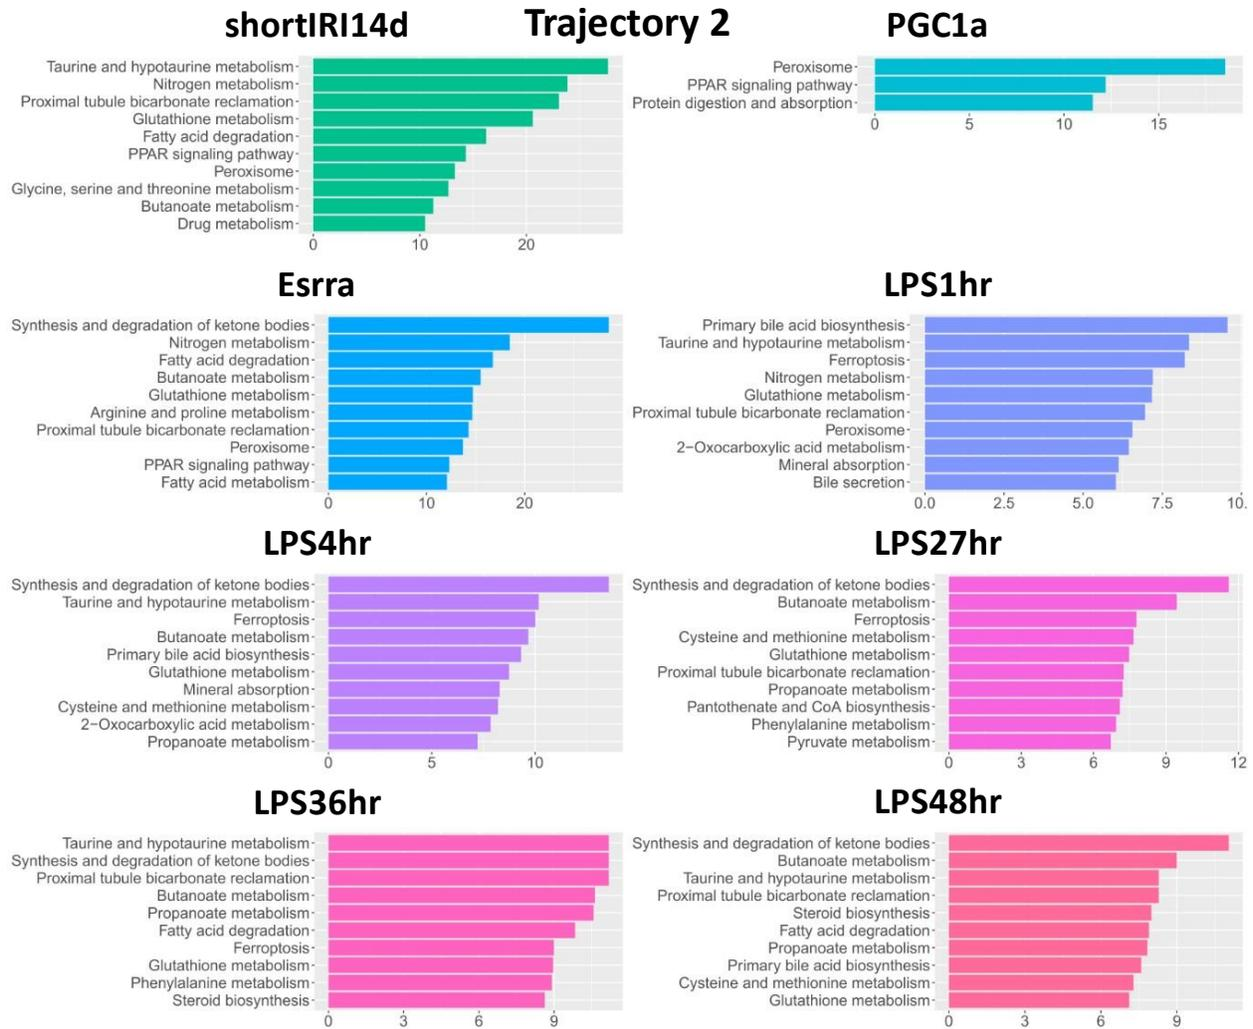 Trajectory 2
shortIRI14d
Taurine and hypotaurine metabolism
Nitrogen metabolism
Proximal tubule bicarbonate reclamation
Glutathione metabolism
Fatty acid degradation
PPAR signaling pathway
Peroxisome
Glycine, serine and threonine metabolism
Butanoate metabolism
Drug metabolism
0 10 20
PGC1a
Peroxisome
PPAR signaling pathway
Protein digestion and absorption
0 5 10 15
Esrra
Synthesis and degradation of ketone bodies
Nitrogen metabolism
Fatty acid degradation
Butanoate metabolism
Glutathione metabolism
Arginine and proline metabolism
Proximal tubule bicarbonate reclamation
Peroxisome
PPAR signaling pathway
Fatty acid metabolism
0 10 20
LPS1hr
Primary bile acid biosynthesis
Taurine and hypotaurine metabolism
Ferroptosis
Nitrogen metabolism
Glutathione metabolism
Proximal tubule bicarbonate reclamation
Peroxisome
2−Oxocarboxylic acid metabolism
Mineral absorption
Bile secretion
0.0 2.5 5.0 7.5 10.
LPS4hr
Synthesis and degradation of ketone bodies
Taurine and hypotaurine metabolism
Ferroptosis
Butanoate metabolism
Primary bile acid biosynthesis
Glutathione metabolism
Mineral absorption
Cysteine and methionine metabolism
2−Oxocarboxylic acid metabolism
Propanoate metabolism
0 5 10
LPS27hr
Synthesis and degradation of ketone bodies
Butanoate metabolism
Ferroptosis
Cysteine and methionine metabolism
Glutathione metabolism
Proximal tubule bicarbonate reclamation
Propanoate metabolism
Pantothenate and CoA biosynthesis
Phenylalanine metabolism
Pyruvate metabolism
0 3 6 9 12
LPS36hr
Taurine and hypotaurine metabolism
Synthesis and degradation of ketone bodies
Proximal tubule bicarbonate reclamation
Butanoate metabolism
Propanoate metabolism
Fatty acid degradation
Ferroptosis
Glutathione metabolism
Phenylalanine metabolism
Steroid biosynthesis
0 3 6 9
LPS48hr
Synthesis and degradation of ketone bodies
Butanoate metabolism
Taurine and hypotaurine metabolism
Proximal tubule bicarbonate reclamation
Steroid biosynthesis
Fatty acid degradation
Propanoate metabolism
Primary bile acid biosynthesis
Cysteine and methionine metabolism
Glutathione metabolism
0 3 6 9